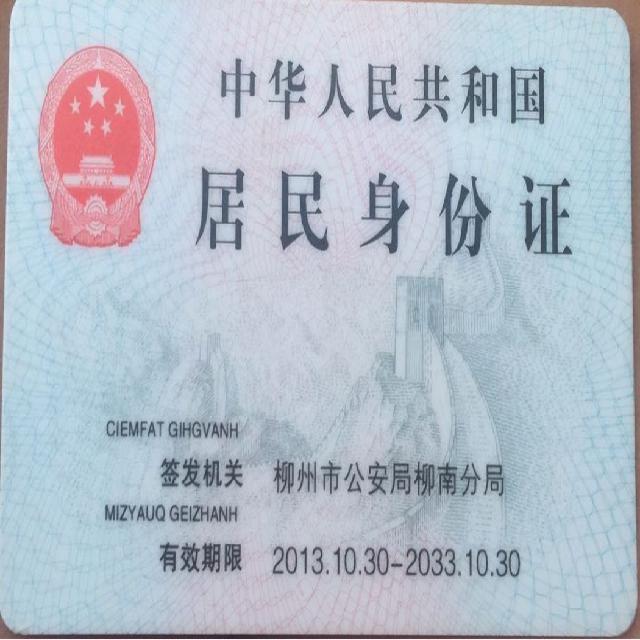 中华人民共和国
居民身份证
CIEMFAT GIHGVANH
签发机关 柳州市公安局柳南分局
MIZYAUQ GEIZHANH
有效期限 2013.10.30-2033.10.30